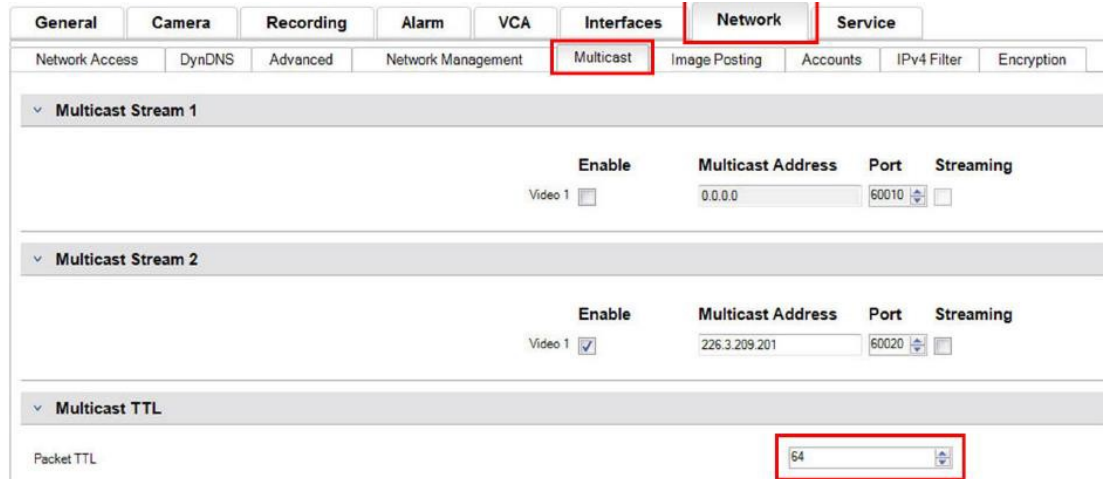 General Camera Recording Alarm VCA Interfaces Network Service
Network Access DynDNS Advanced Network Management Multicast Image Posting Accounts IPv4 Filter Encryption
Multicast Stream 1
Enable Multicast Address Port Streaming
Video 1 0.0.0.0 60010
Multicast Stream 2
Enable Multicast Address Port Streaming
Video 1 226.3.209.201 60020
Multicast TTL
Packet TTL 64